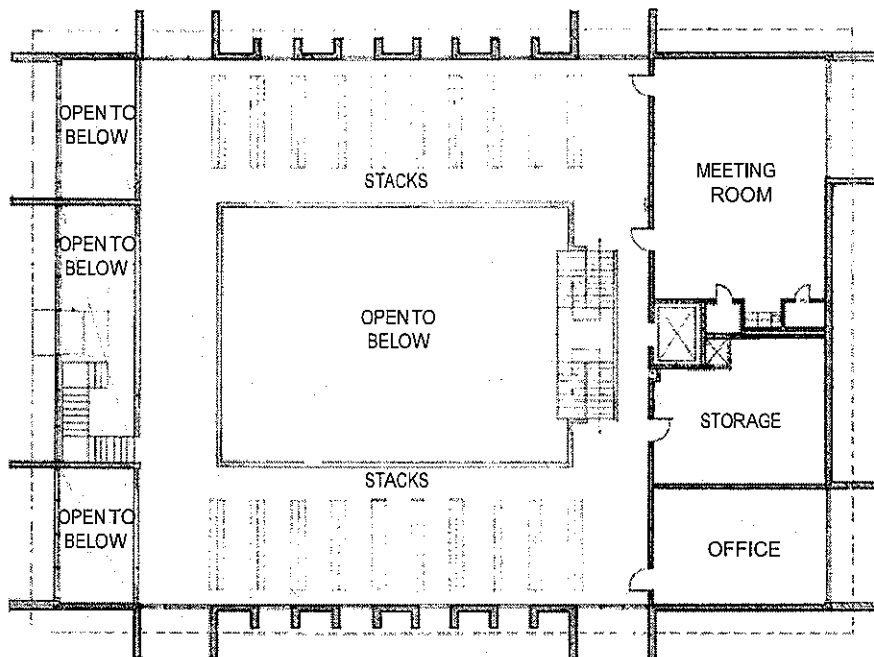 OPEN TO
BELOW
STACKS
MEETING
ROOM
OPEN TO
BELOW
OPEN TO
BELOW
STORAGE
STACKS
OPEN TO
BELOW
OFFICE